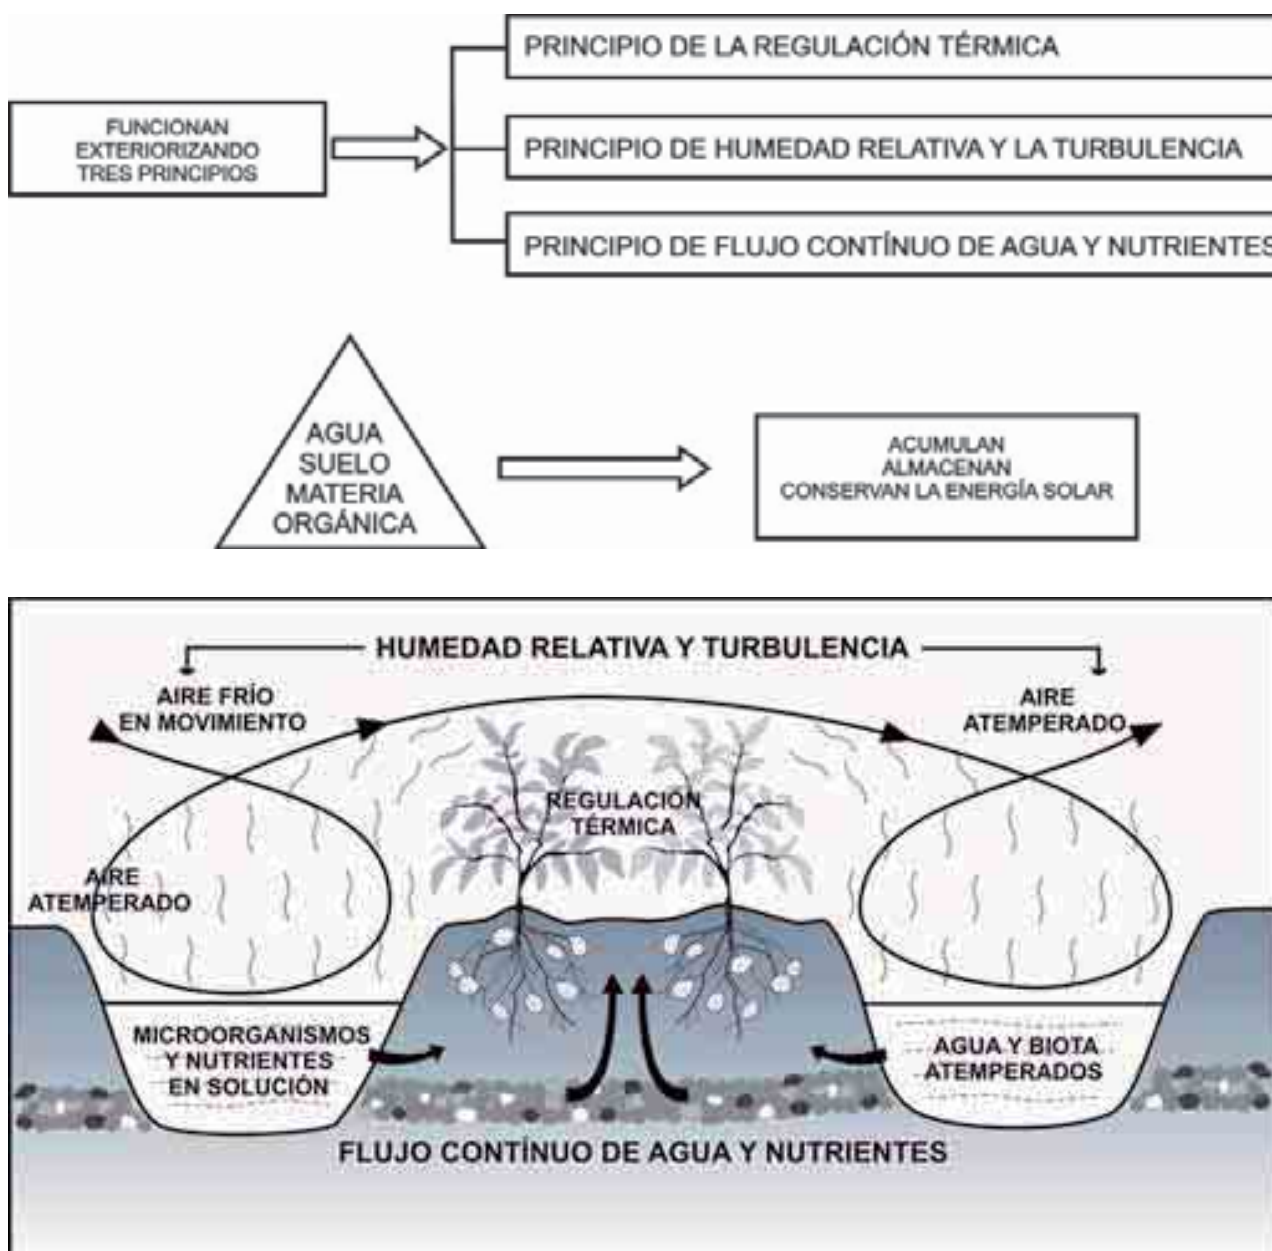 PRINCIPIO DE LA REGULACIÓN TÉRMICA
FUNCIONAN
EXTERIORIZANDO
TRES PRINCIPIOS
PRINCIPIO DE HUMEDAD RELATIVA Y LA TURBULENCIA
PRINCIPIO DE FLUJO CONTÍNUO DE AGUA Y NUTRIENTES
AGUA
SUELO
MATERIA
ORGÁNICA
ACUMULAN
ALMACENAN
CONSERVAN LA ENERGÍA SOLAR
HUMEDAD RELATIVA Y TURBULENCIA
AIRE FRÍO
EN MOVIMIENTO
AIRE
ATEMPERADO
REGULACIÓN
TÉRMICA
AIRE
ATEMPERADO
MICROORGANISMOS
Y NUTRIENTES
EN SOLUCIÓN
AGUA Y BIOTA
ATEMPERADOS
FLUJO CONTÍNUO DE AGUA Y NUTRIENTES